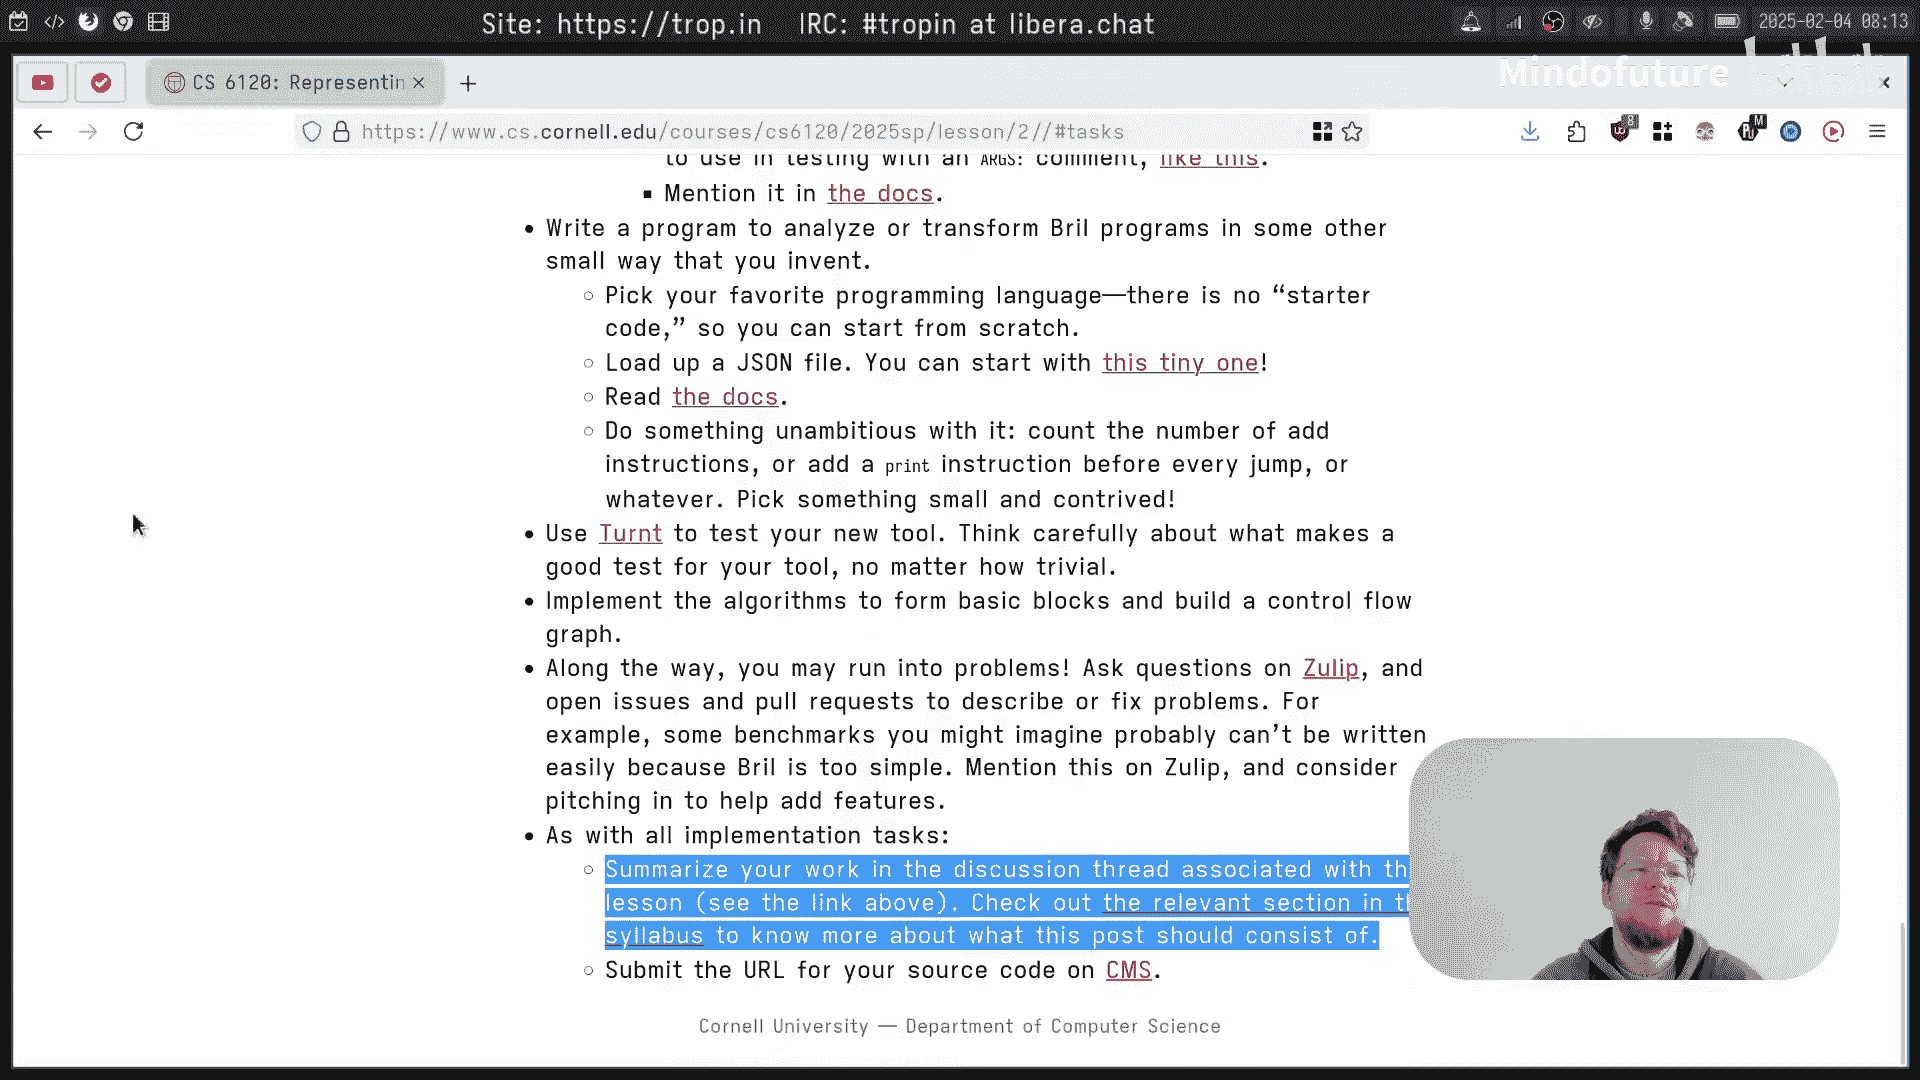 Site: https://trop.in   IRC: #tropin at libera.chat
2025-02-04 08:13
Mindofuture
CS 6120: Representin
https://www.cs.cornell.edu/courses/cs6120/2025sp/lesson/2//#tasks
to use in testing with an ARGS: comment, like this.
▪ Mention it in the docs.
• Write a program to analyze or transform Bril programs in some other
small way that you invent.
◦ Pick your favorite programming language—there is no “starter
code,” so you can start from scratch.
◦ Load up a JSON file. You can start with this tiny one!
◦ Read the docs.
◦ Do something unambitious with it: count the number of add
instructions, or add a print instruction before every jump, or
whatever. Pick something small and contrived!
• Use Turnt to test your new tool. Think carefully about what makes a
good test for your tool, no matter how trivial.
• Implement the algorithms to form basic blocks and build a control flow
graph.
• Along the way, you may run into problems! Ask questions on Zulip, and
open issues and pull requests to describe or fix problems. For
example, some benchmarks you might imagine probably can’t be written
easily because Bril is too simple. Mention this on Zulip, and consider
pitching in to help add features.
• As with all implementation tasks:
◦ Summarize your work in the discussion thread associated with th
lesson (see the link above). Check out the relevant section in t
syllabus to know more about what this post should consist of.
◦ Submit the URL for your source code on CMS.
Cornell University — Department of Computer Science